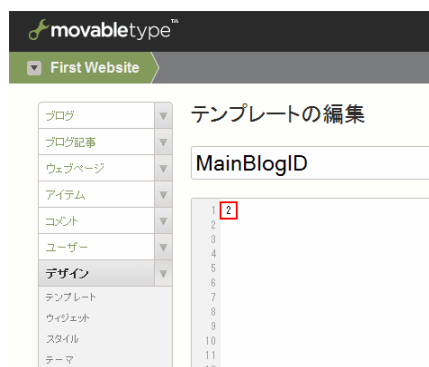 movabletype™
First Website
テンプレートの編集
MainBlogID
ブログ
ブログ記事
ウェブページ
アイテム
コメント
ユーザー
デザイン
テンプレート
ウィジェット
スタイル
テーマ
1 2
2
3
4
5
6
7
8
9
10
11